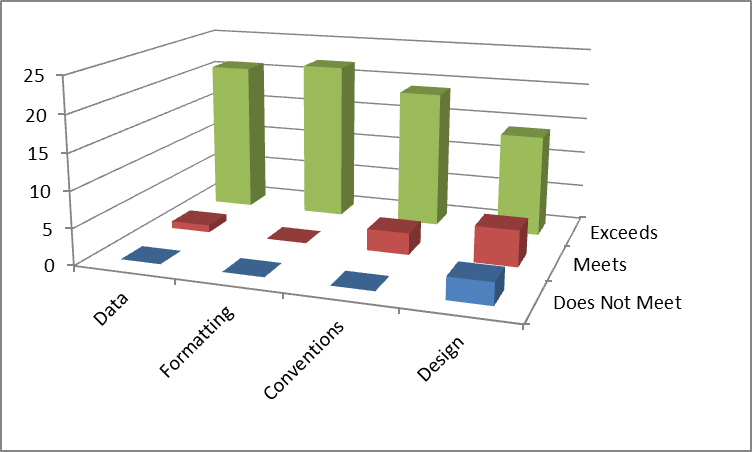 25
20
15
10
5
0
Data
Formatting
Conventions
Design
Exceeds
Meets
Does Not Meet